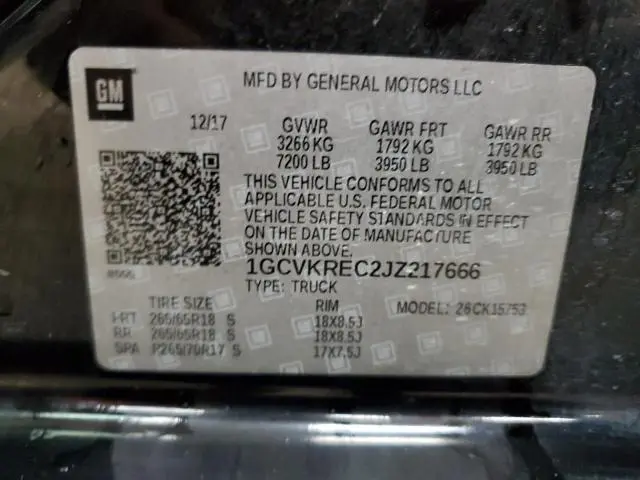 GM
MFD BY GENERAL MOTORS LLC
12/17 GVWR GAWR FRT GAWR RR
3266 KG 1792 KG 1792 KG
7200 LB 3950 LB 3950 LB
THIS VEHICLE CONFORMS TO ALL
APPLICABLE U.S. FEDERAL MOTOR
VEHICLE SAFETY STANDARDS IN EFFECT
ON THE DATE OF MANUFACTURE
SHOWN ABOVE.
1GCVKREC2JZ217666
TYPE: TRUCK
TIRE SIZE RIM MODEL: 26CK15753
FRT 265/65R18 S 18X8.5J
RR 265/65R18 S 18X8.5J
SPA P265/70R17 S 17X7.5J